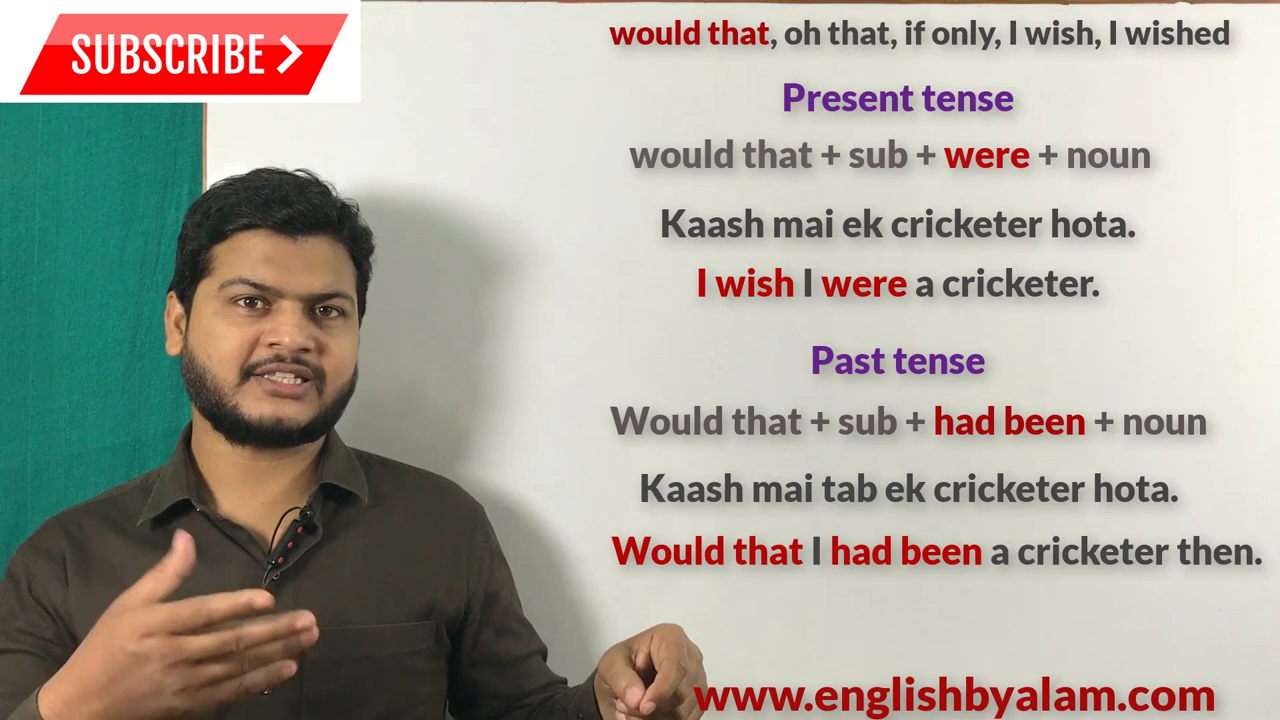 SUBSCRIBE
would that, oh that, if only, I wish, I wished
Present tense
would that + sub + were + noun
Kaash mai ek cricketer hota.
I wish I were a cricketer.
Past tense
Would that + sub + had been + noun
Kaash mai tab ek cricketer hota.
Would that I had been a cricketer then.
www.englishbyalam.com